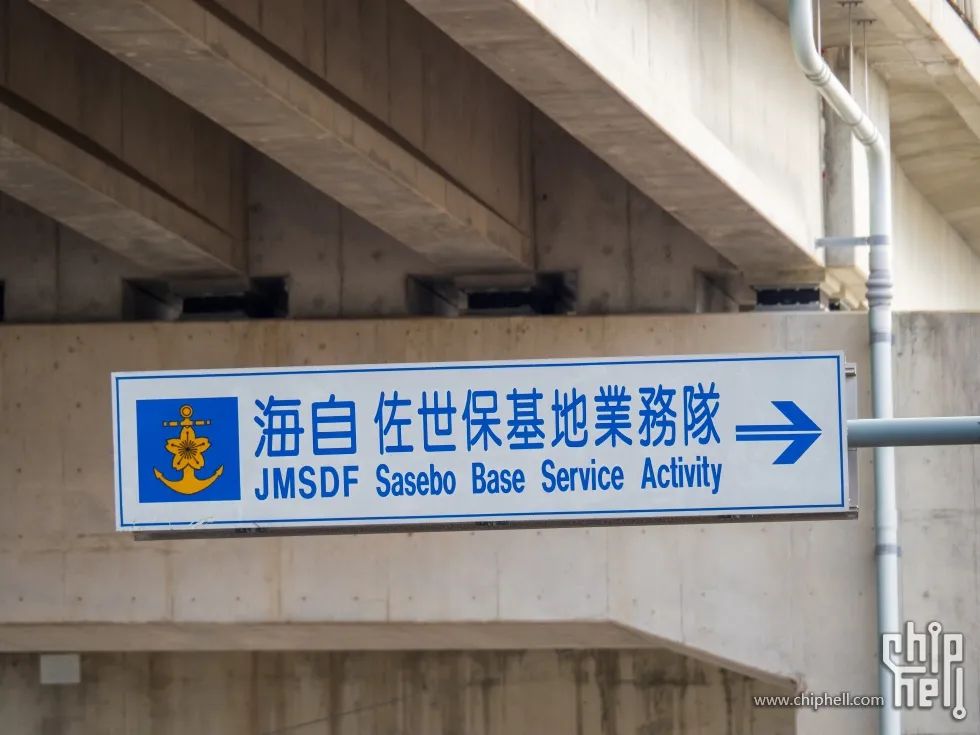 海自 佐世保基地業務隊
JMSDF Sasebo Base Service Activity
www.chiphell.com
chip
hell